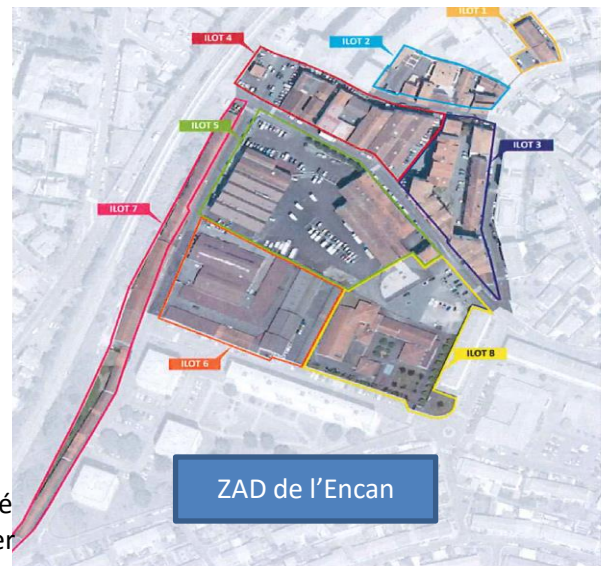 ILOT 1
ILOT 4
ILOT 2
ILOT 5
ILOT 3
ILOT 7
ILOT 6
ILOT 8
ZAD de l'Encan
é
er